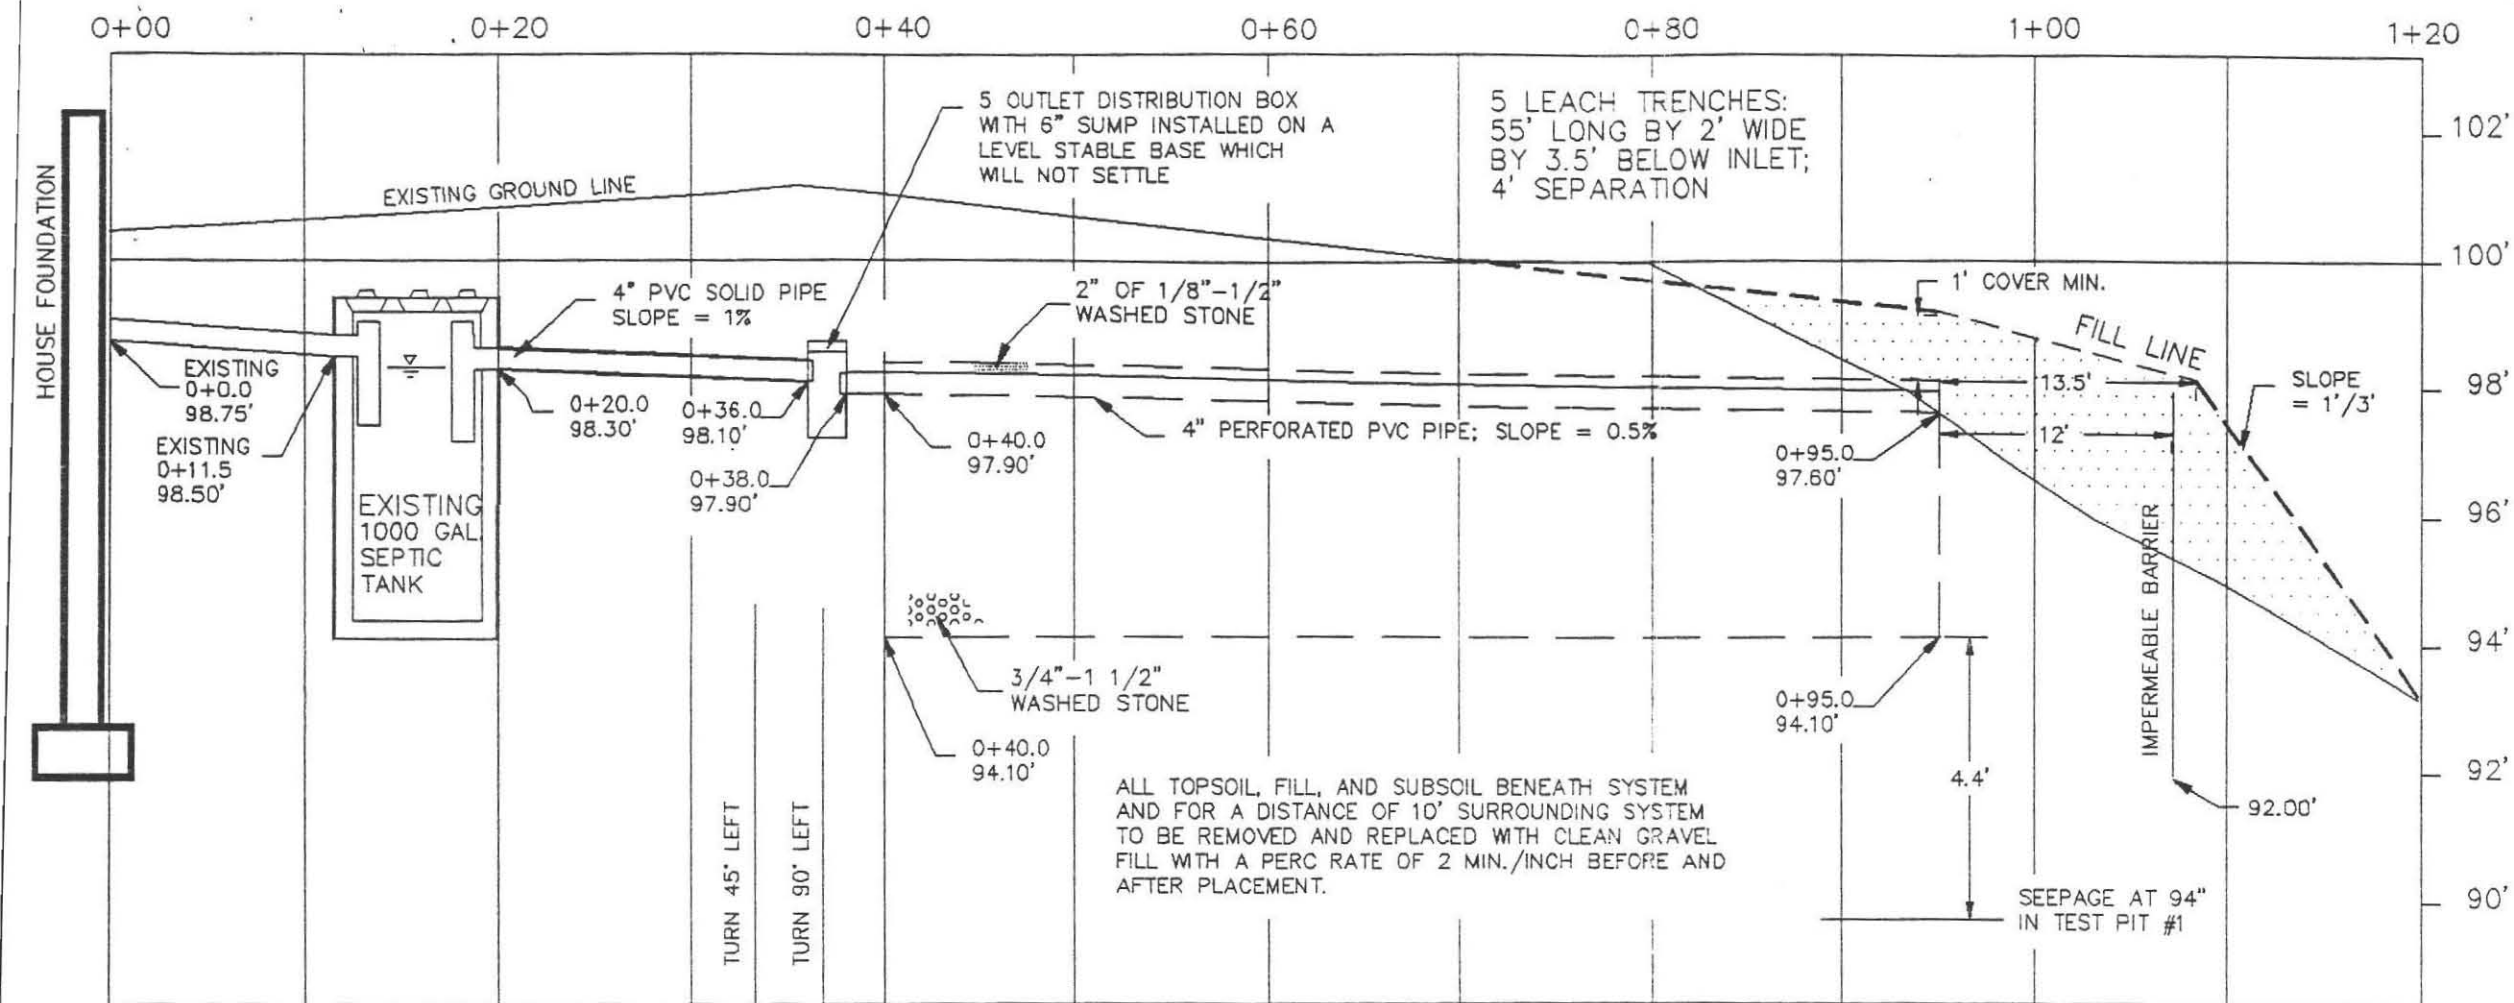 0+00 0+20 0+40 0+60 0+80 1+00 1+20
5 OUTLET DISTRIBUTION BOX
WITH 6" SUMP INSTALLED ON A
LEVEL STABLE BASE WHICH
WILL NOT SETTLE
5 LEACH TRENCHES:
55' LONG BY 2' WIDE
BY 3.5' BELOW INLET;
4' SEPARATION
102'
100'
98'
96'
94'
92'
90'
HOUSE FOUNDATION
EXISTING GROUND LINE
4" PVC SOLID PIPE
SLOPE = 1%
2" OF 1/8"-1/2"
WASHED STONE
1' COVER MIN.
FILL LINE
SLOPE
= 1'/3'
13.5'
12'
EXISTING
0+0.0
98.75'
EXISTING
0+11.5
98.50'
0+20.0
98.30'
0+36.0
98.10'
0+38.0
97.90'
0+40.0
97.90'
4" PERFORATED PVC PIPE; SLOPE = 0.5%
0+95.0
97.60'
EXISTING
1000 GAL.
SEPTIC
TANK
3/4"-1 1/2"
WASHED STONE
0+40.0
94.10'
0+95.0
94.10'
IMPERMEABLE BARRIER
92.00'
4.4'
TURN 45° LEFT
TURN 90° LEFT
ALL TOPSOIL, FILL, AND SUBSOIL BENEATH SYSTEM
AND FOR A DISTANCE OF 10' SURROUNDING SYSTEM
TO BE REMOVED AND REPLACED WITH CLEAN GRAVEL
FILL WITH A PERC RATE OF 2 MIN./INCH BEFORE AND
AFTER PLACEMENT.
SEEPAGE AT 94"
IN TEST PIT #1